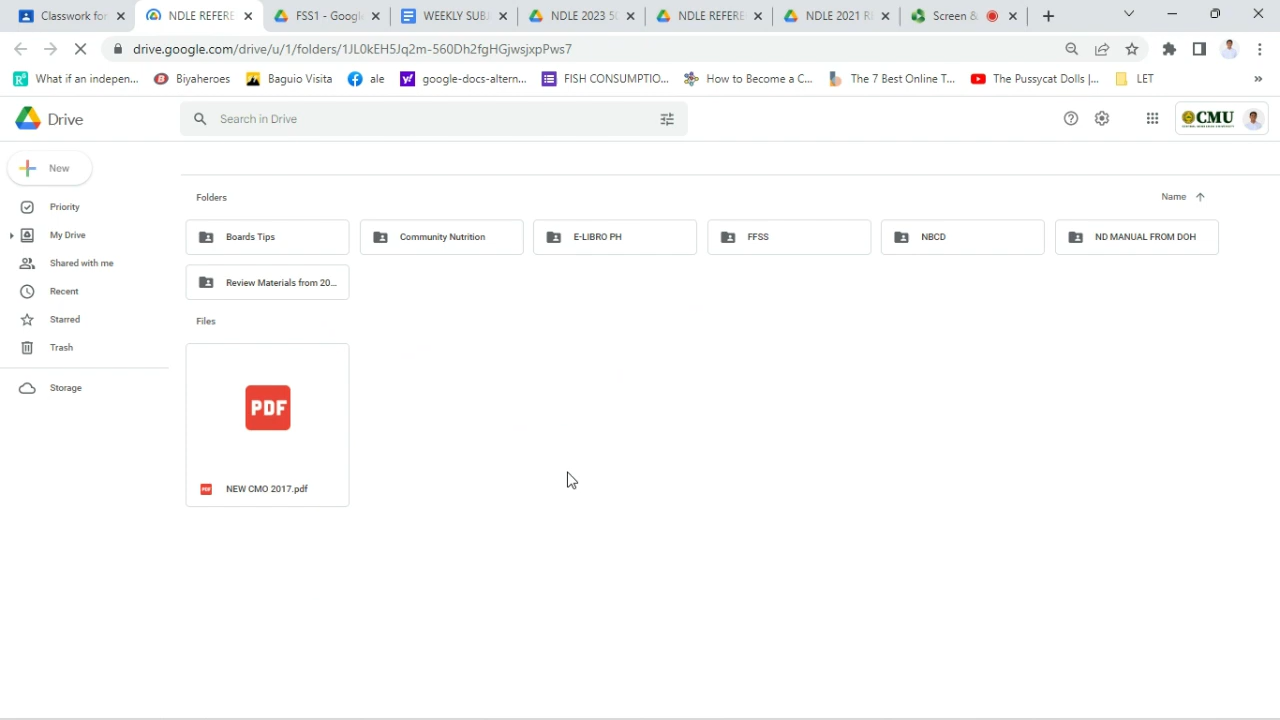 Classwork for
NDLE REFERE
FSS1 - Google
WEEKLY SUBJ
NDLE 2023 50
NDLE REFERE
NDLE 2021 R
Screen &
drive.google.com/drive/u/1/folders/1JL0kEH5Jq2m-560Dh2fgHGjwsjxpPws7
What if an indepen...
Biyaheroes
Baguio Visita
ale
google-docs-altern...
FISH CONSUMPTIO...
How to Become a C...
The 7 Best Online T...
The Pussycat Dolls |...
LET
Drive
Search in Drive
CMU
New
Priority
My Drive
Shared with me
Recent
Starred
Trash
Storage
Folders
Name
Boards Tips
Community Nutrition
E-LIBRO PH
FFSS
NBCD
ND MANUAL FROM DOH
Review Materials from 20...
Files
PDF
NEW CMO 2017.pdf